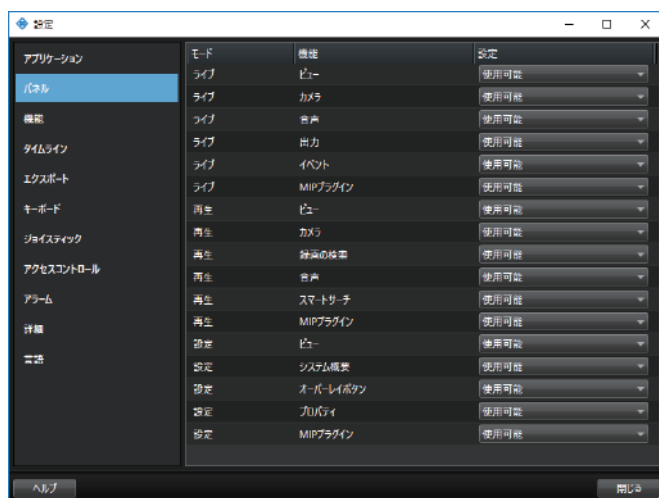 設定
アプリケーション
パネル
機能
タイムライン
エクスポート
キーボード
ジョイスティック
アクセスコントロール
アラーム
詳細
言語
モード 機能 設定
ライブ ビュー 使用可能
ライブ カメラ 使用可能
ライブ 音声 使用可能
ライブ 出力 使用可能
ライブ イベント 使用可能
ライブ MIPプラグイン 使用可能
再生 ビュー 使用可能
再生 カメラ 使用可能
再生 録画の検索 使用可能
再生 音声 使用可能
再生 スマートサーチ 使用可能
再生 MIPプラグイン 使用可能
設定 ビュー 使用可能
設定 システム概要 使用可能
設定 オーバーレイボタン 使用可能
設定 プロパティ 使用可能
設定 MIPプラグイン 使用可能
ヘルプ 閉じる